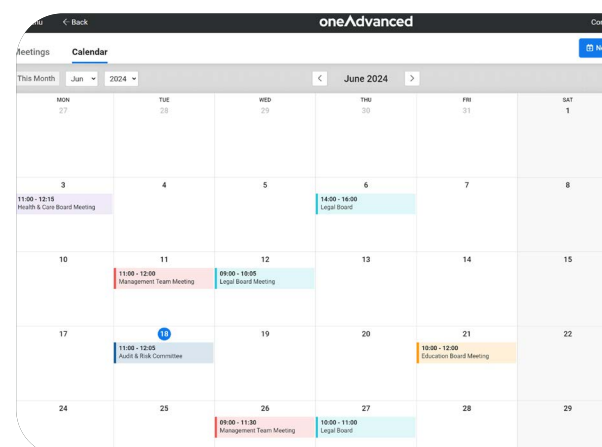 ← Back
oneAdvanced
Meetings
Calendar
This Month
Jun
2024
< June 2024 >
MON TUE WED THU FRI SAT
27 28 29 30 31 1
3 4 5 6 7 8
11:00 - 12:15
Health & Care Board Meeting
14:00 - 16:00
Legal Board
10 11 12 13 14 15
11:00 - 12:00
Management Team Meeting
09:00 - 10:05
Legal Board Meeting
17 18 19 20 21 22
11:00 - 12:05
Audit & Risk Committee
10:00 - 12:00
Education Board Meeting
24 25 26 27 28 29
09:00 - 11:30
Management Team Meeting
10:00 - 11:00
Legal Board